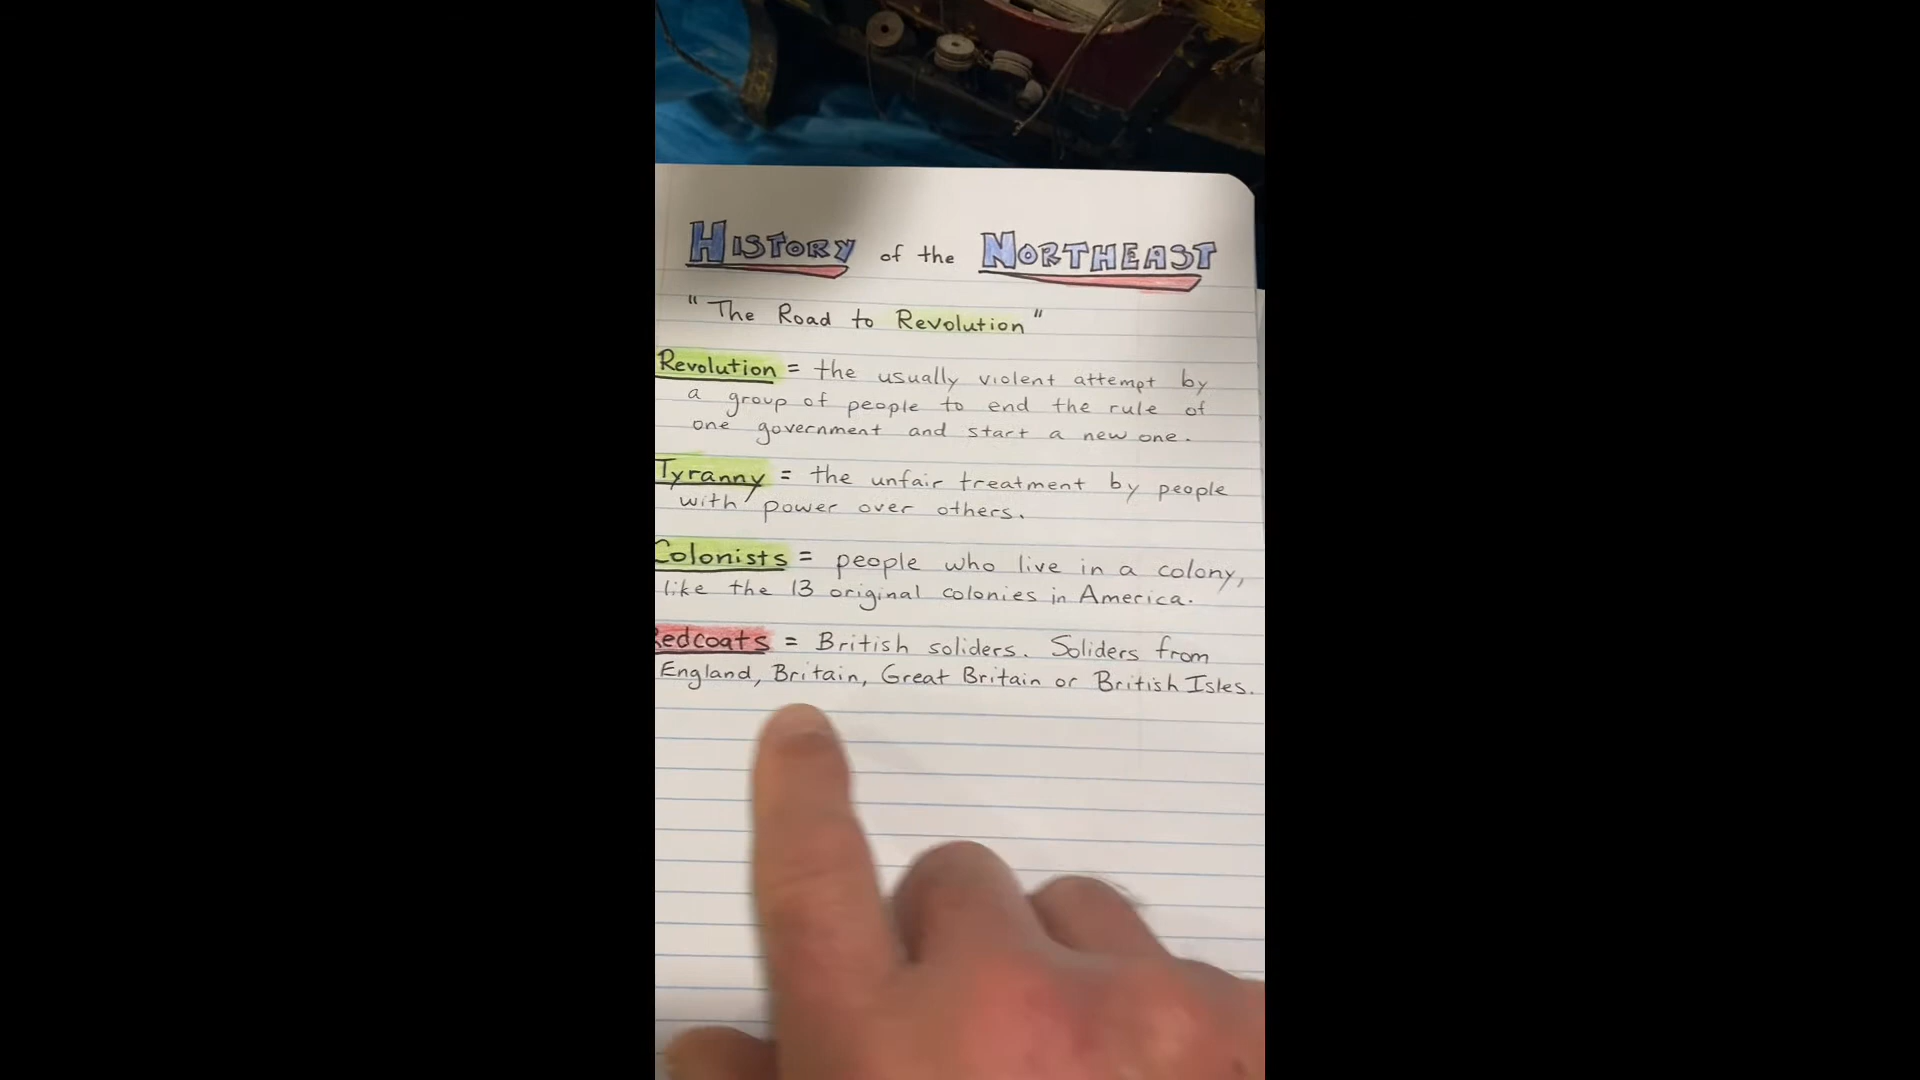 HISTORY of the NORTHEAST
"The Road to Revolution"
Revolution = the usually violent attempt by
a group of people to end the rule of
one government and start a new one.
Tyranny = the unfair treatment by people
with power over others.
Colonists = people who live in a colony,
like the 13 original colonies in America.
Redcoats = British soliders. Soliders from
England, Britain, Great Britain or British Isles.